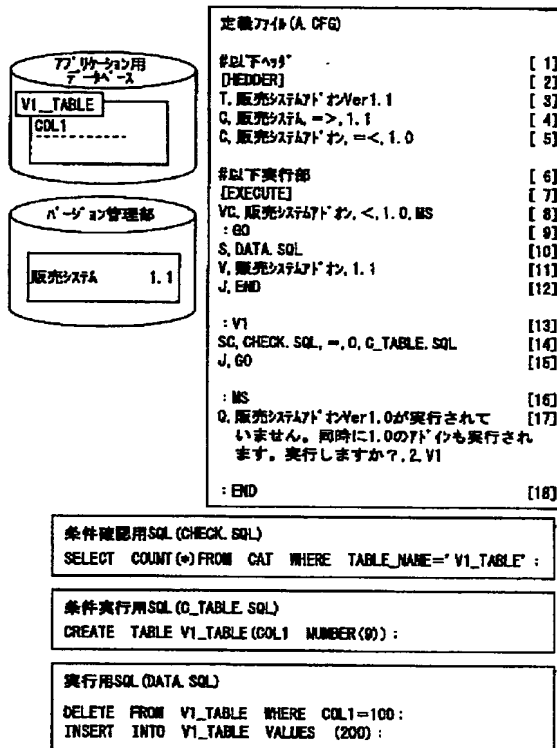 アプリケーション用
データベース
V1_TABLE
COL1
バージョン管理部
販売システム 1.1
定義ファイル(A.CFG)
#以下ヘッダ [ 1]
[HEDDER] [ 2]
T,販売システムアドオンVer1.1 [ 3]
C,販売システム,=>,1.1 [ 4]
C,販売システムアドオン,=<,1.0 [ 5]
#以下実行部 [ 6]
[EXECUTE] [ 7]
VC,販売システムアドオン,<,1.0,MS [ 8]
:GO [ 9]
S,DATA.SQL [10]
V,販売システムアドオン,1.1 [11]
J,END [12]
:V1 [13]
SC,CHECK.SQL,=,0,C_TABLE.SQL [14]
J,GO [15]
:MS [16]
Q,販売システムアドオンVer1.0が実行されて [17]
いません。同時に1.0のアドインも実行され
ます。実行しますか?,2,V1
:END [18]
条件確認用SQL(CHECK.SQL)
SELECT COUNT(*)FROM CAT WHERE TABLE_NAME='V1_TABLE';
条件実行用SQL(C_TABLE.SQL)
CREATE TABLE V1_TABLE(COL1 NUMBER(9));
実行用SQL(DATA.SQL)
DELETE FROM V1_TABLE WHERE COL1=100;
INSERT INTO V1_TABLE VALUES (200);